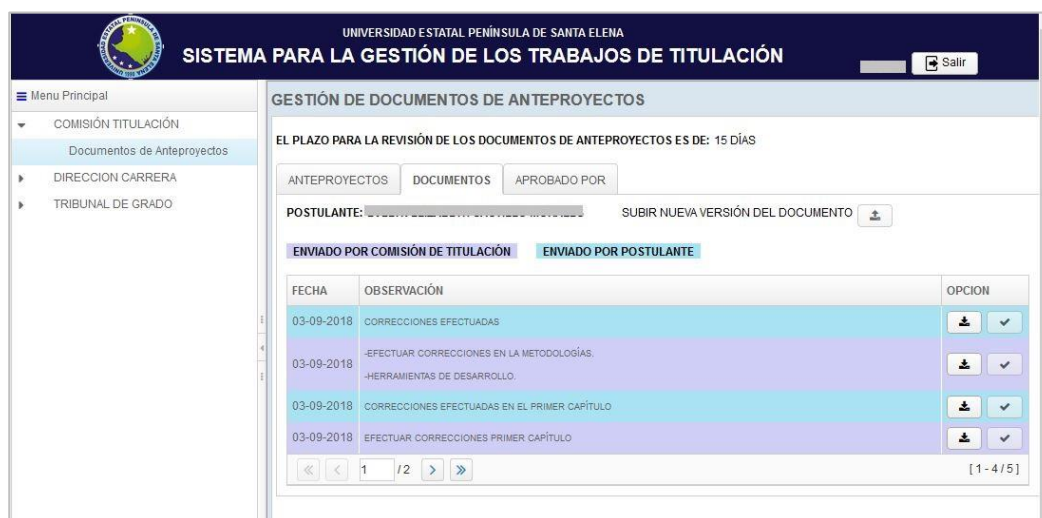 UNIVERSIDAD ESTATAL PENÍNSULA DE SANTA ELENA
SISTEMA PARA LA GESTIÓN DE LOS TRABAJOS DE TITULACIÓN
Salir
Menu Principal
COMISIÓN TITULACIÓN
Documentos de Anteproyectos
DIRECCION CARRERA
TRIBUNAL DE GRADO
GESTIÓN DE DOCUMENTOS DE ANTEPROYECTOS
EL PLAZO PARA LA REVISIÓN DE LOS DOCUMENTOS DE ANTEPROYECTOS ES DE: 15 DÍAS
ANTEPROYECTOS DOCUMENTOS APROBADO POR
POSTULANTE: SUBIR NUEVA VERSIÓN DEL DOCUMENTO
ENVIADO POR COMISIÓN DE TITULACIÓN ENVIADO POR POSTULANTE
FECHA OBSERVACIÓN OPCION
03-09-2018 CORRECCIONES EFECTUADAS
03-09-2018 -EFECTUAR CORRECCIONES EN LA METODOLOGÍAS.
-HERRAMIENTAS DE DESARROLLO.
03-09-2018 CORRECCIONES EFECTUADAS EN EL PRIMER CAPÍTULO
03-09-2018 EFECTUAR CORRECCIONES PRIMER CAPÍTULO
1 /2 [1-4/5]